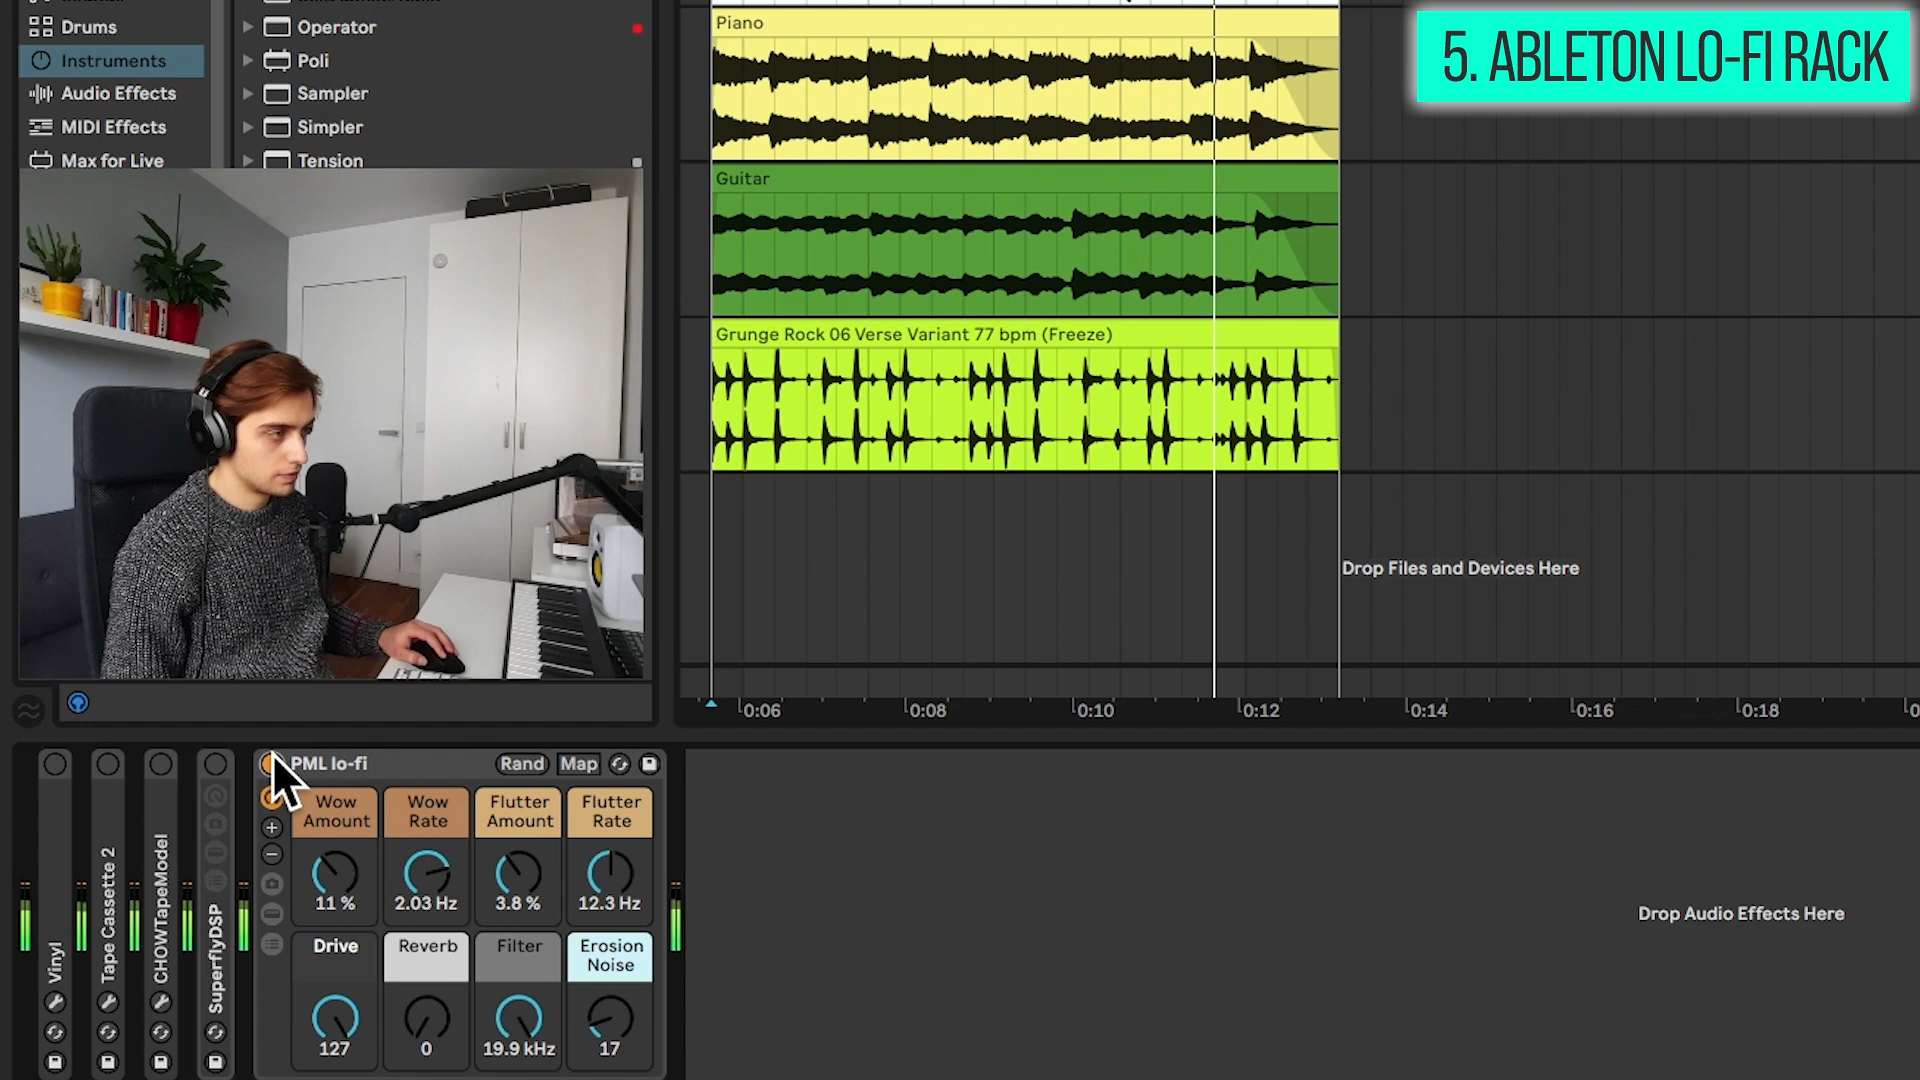 5. ABLETON LO-FI RACK
Drums
Instruments
Audio Effects
MIDI Effects
Max for Live
Operator
Poli
Sampler
Simpler
Tension
Piano
Guitar
Grunge Rock 06 Verse Variant 77 bpm (Freeze)
Drop Files and Devices Here
0:06
0:08
0:10
0:12
0:14
0:16
0:18
Vinyl
Tape Cassette 2
CHOWTapeModel
SuperflyDSP
PML lo-fi
Rand
Map
Wow
Amount
11 %
Wow
Rate
2.03 Hz
Flutter
Amount
3.8 %
Flutter
Rate
12.3 Hz
Drive
127
Reverb
0
Filter
19.9 kHz
Erosion
Noise
17
Drop Audio Effects Here